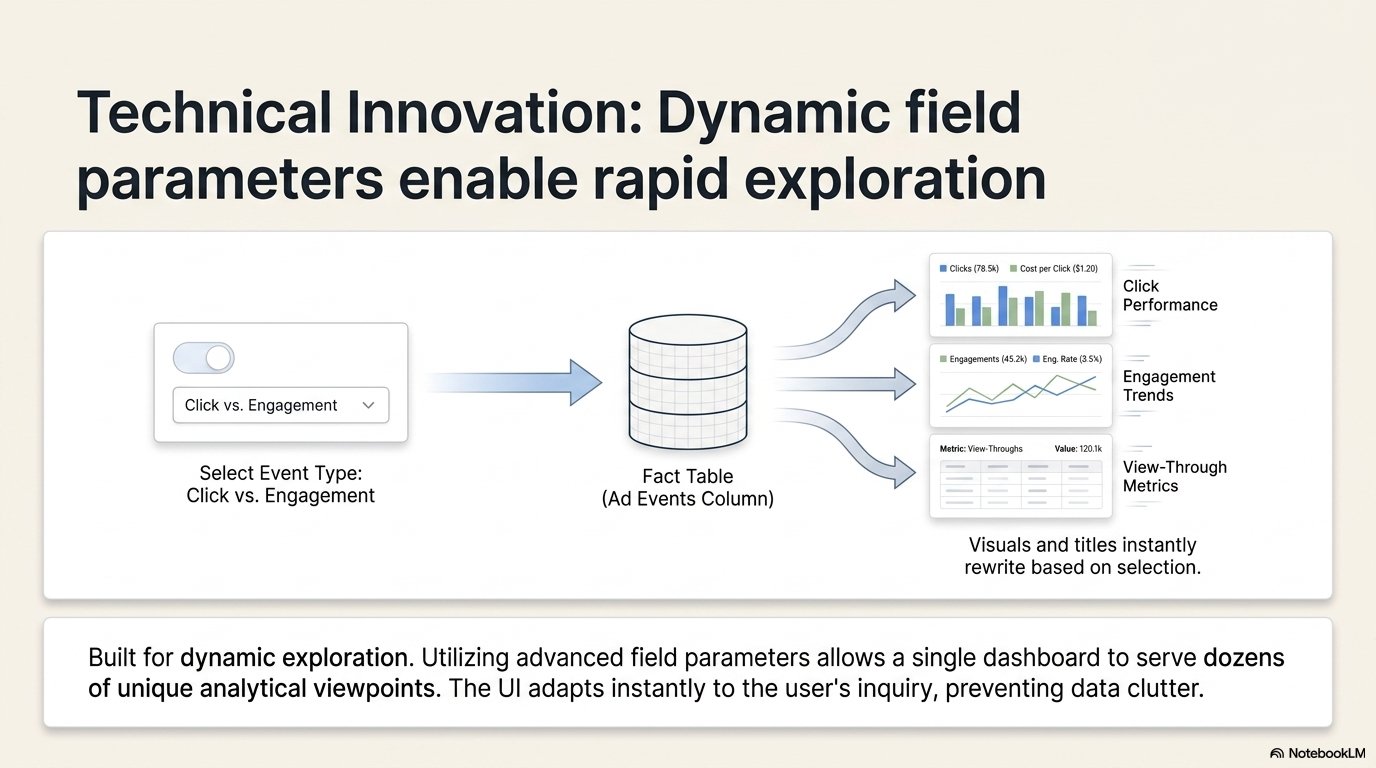 Technical Innovation: Dynamic field
parameters enable rapid exploration
Click vs. Engagement
Select Event Type:
Click vs. Engagement
Fact Table
(Ad Events Column)
Clicks (78.5k) Cost per Click ($1.20)
Click
Performance
Engagements (45.2k) Eng. Rate (3.5%)
Engagement
Trends
Metric: View-Throughs Value: 120.1k
View-Through
Metrics
Visuals and titles instantly
rewrite based on selection.
Built for dynamic exploration. Utilizing advanced field parameters allows a single dashboard to serve dozens
of unique analytical viewpoints. The UI adapts instantly to the user's inquiry, preventing data clutter.
NotebookLM